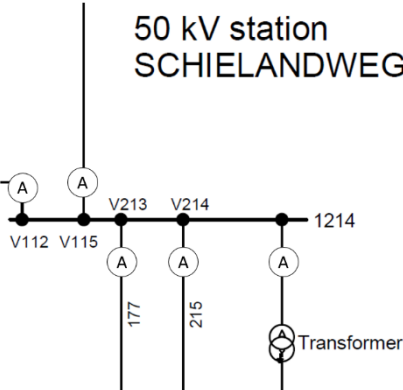 50 kV station
SCHIELANDWEG
A
A
V213 V214
1214
V112 V115
A
A
A
177
215
Transformer